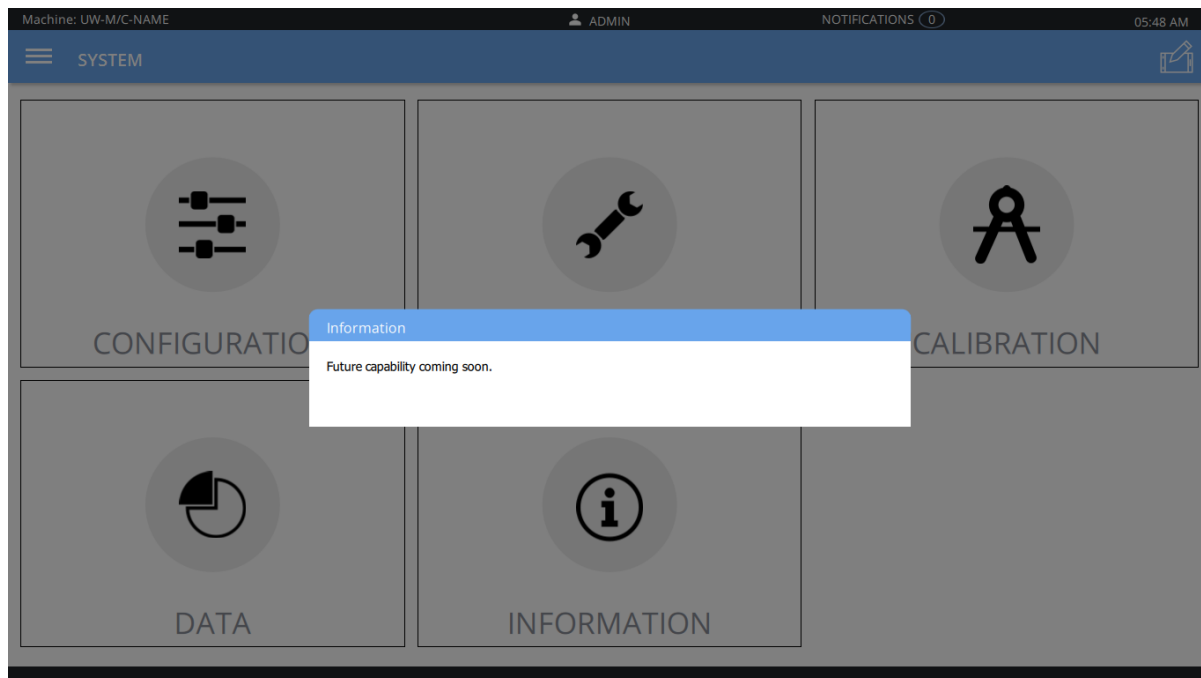 Machine: UW-M/C-NAME
ADMIN
NOTIFICATIONS 0
05:48 AM
SYSTEM
CONFIGURATIO
CALIBRATION
Information
Future capability coming soon.
DATA
INFORMATION